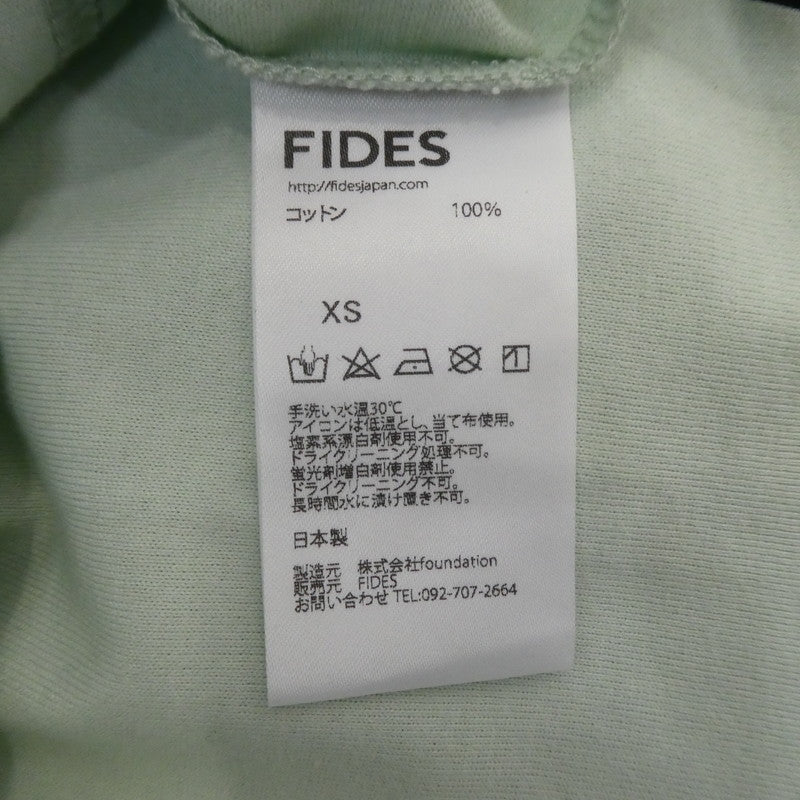 FIDES
http://fidesjapan.com
コットン 100%
XS
手洗い水温30℃
アイロンは低温とし、当て布使用。
塩素系漂白剤使用不可。
ドライクリーニング処理不可。
蛍光剤増白剤使用禁止。
ドライクリーニング不可。
長時間水に漬け置き不可。
日本製
製造元 株式会社foundation
販売元 FIDES
お問い合わせ TEL:092-707-2664